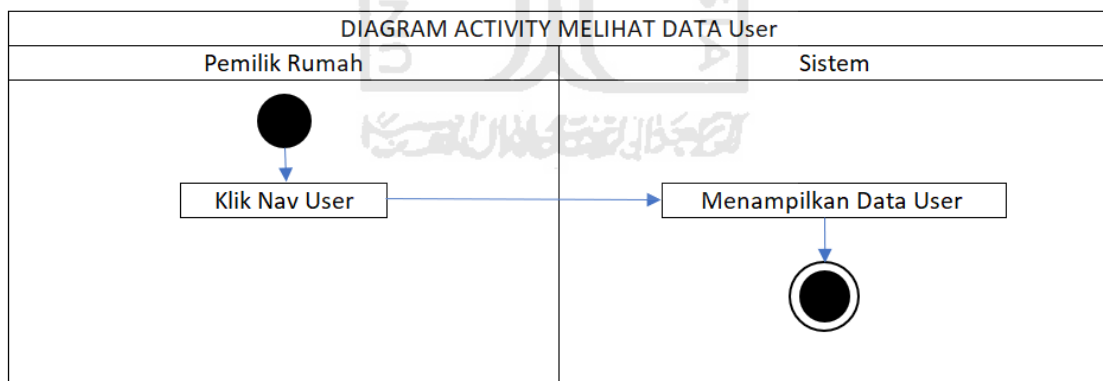 DIAGRAM ACTIVITY MELIHAT DATA User
Pemilik Rumah
Sistem
Klik Nav User
Menampilkan Data User